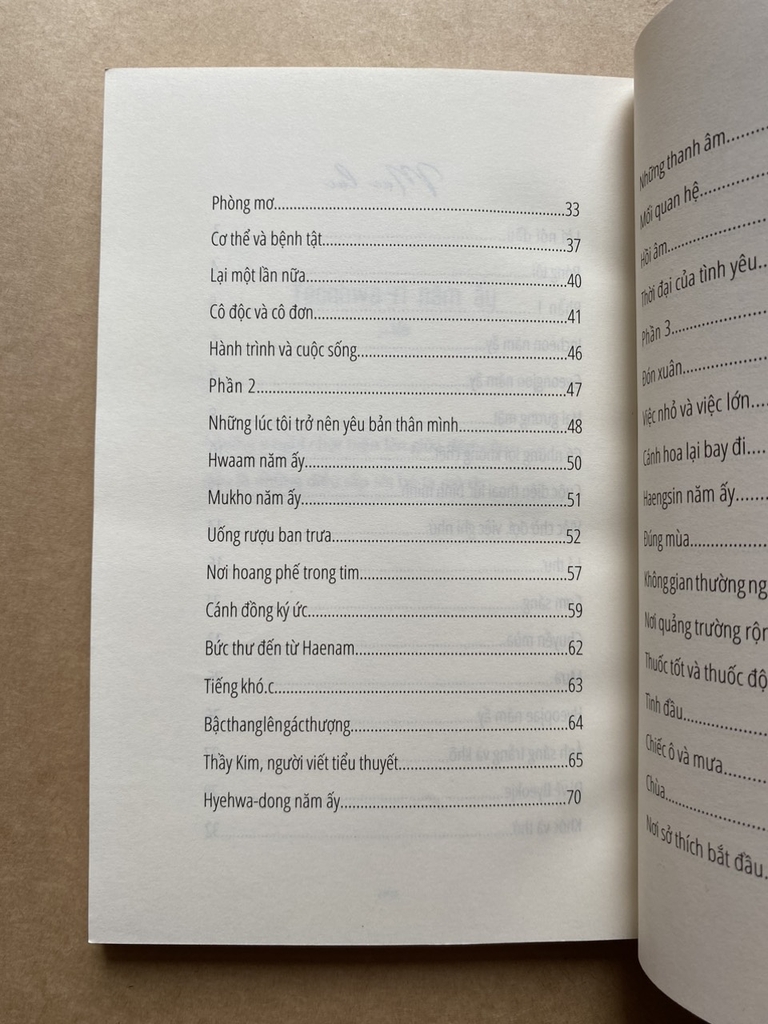 Phòng mơ..........33
Cơ thể và bệnh tật..........37
Lại một lần nữa..........40
Cô độc và cô đơn..........41
Hành trình và cuộc sống..........46
Phần 2..........47
Những lúc tôi trở nên yêu bản thân mình..........48
Hwaam năm ấy..........50
Mukho năm ấy..........51
Uống rượu ban trưa..........52
Nơi hoang phế trong tim..........57
Cánh đồng ký ức..........59
Bức thư đến từ Haenam..........62
Tiếng khó.c..........63
Bậcthanglêngácthượng..........64
Thầy Kim, người viết tiểu thuyết..........65
Hyehwa-dong năm ấy..........70
Những thanh âm..........
Mối quan hệ..........
Hồi âm..........
Thời đại của tình yêu..
Phần 3..........
Đón xuân..........
Việc nhỏ và việc lớn....
Cánh hoa lại bay đi....
Haengsin năm ấy......
Đúng mùa..........
Không gian thường
Nơi quảng trường
Thuốc tốt và thuốc
Tình đầu..........
Chiếc ô và mưa........
Chùa..........
Nơi sở thích bắt đầu.